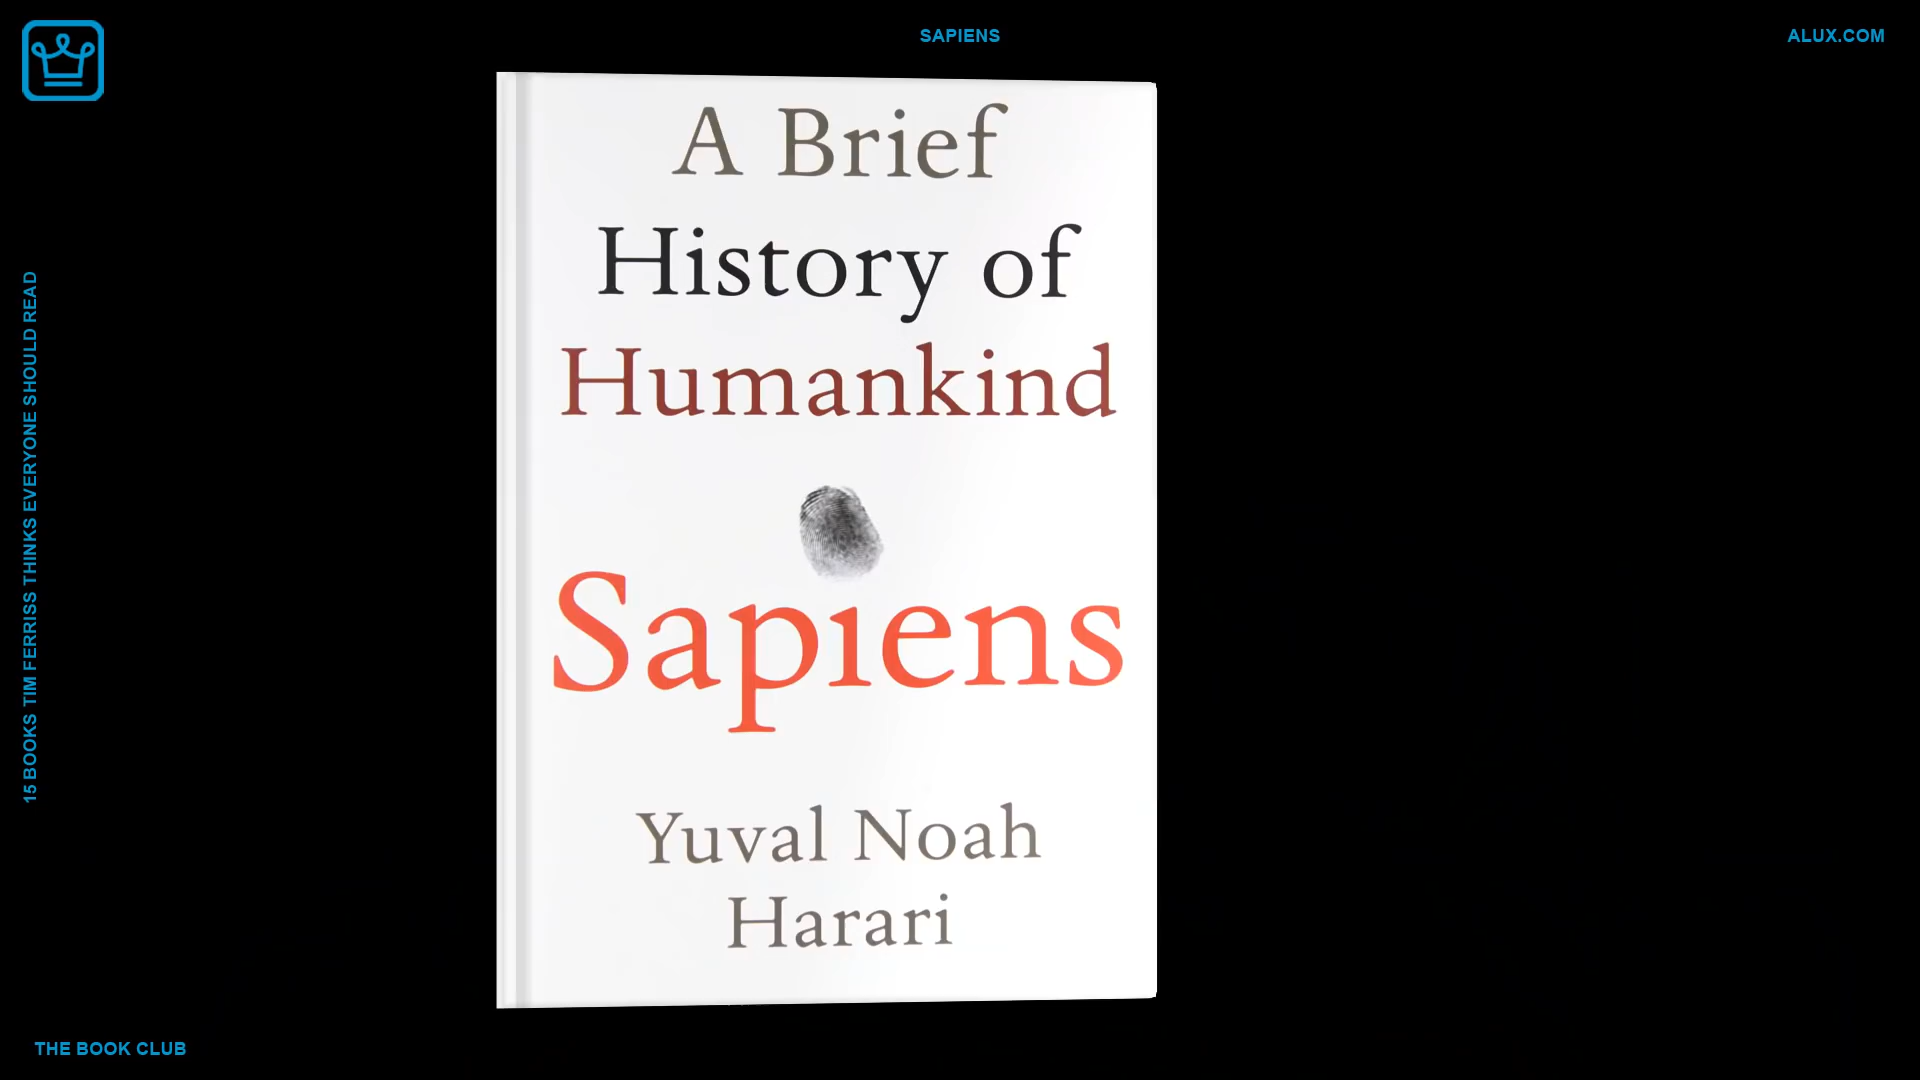 SAPIENS
ALUX.COM
A Brief
History of
Humankind
Sapiens
Yuval Noah
Harari
15 BOOKS TIM FERRISS THINKS EVERYONE SHOULD READ
THE BOOK CLUB